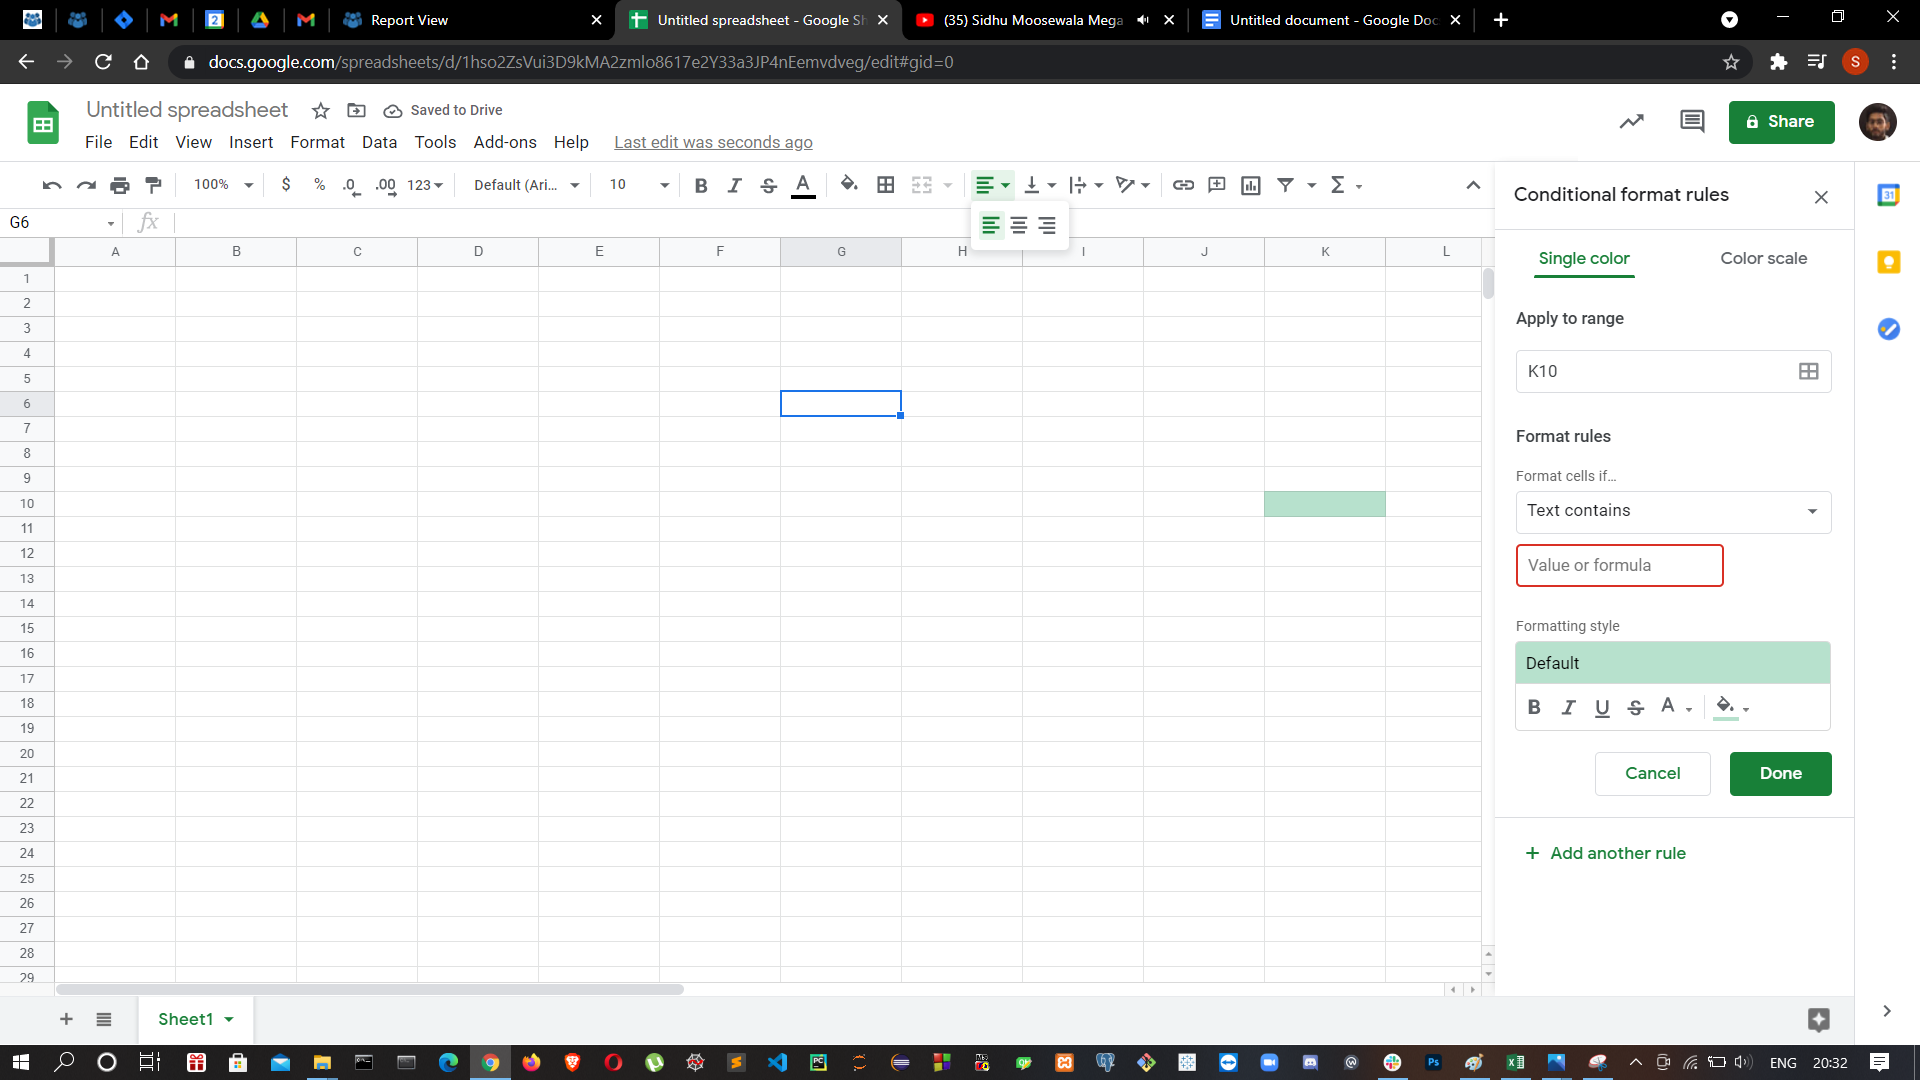 Report View
Untitled spreadsheet - Google Sh
(35) Sidhu Moosewala Mega
Untitled document - Google Doc
docs.google.com/spreadsheets/d/1hso2ZsVui3D9kMA2zmlo8617e2Y33a3JP4nEemvdveg/edit#gid=0
S
Untitled spreadsheet
Saved to Drive
File Edit View Insert Format Data Tools Add-ons Help Last edit was seconds ago
Share
100% $ % .0 .00 123 Default (Ari... 10 B I S A Σ
G6 fx
A B C D E F G H I J K L
1
2
3
4
5
6
7
8
9
10
11
12
13
14
15
16
17
18
19
20
21
22
23
24
25
26
27
28
29
Conditional format rules
Single color Color scale
Apply to range
K10
Format rules
Format cells if…
Text contains
Value or formula
Formatting style
Default
B I U S A
Cancel Done
+ Add another rule
31
Sheet1
ENG 20:32